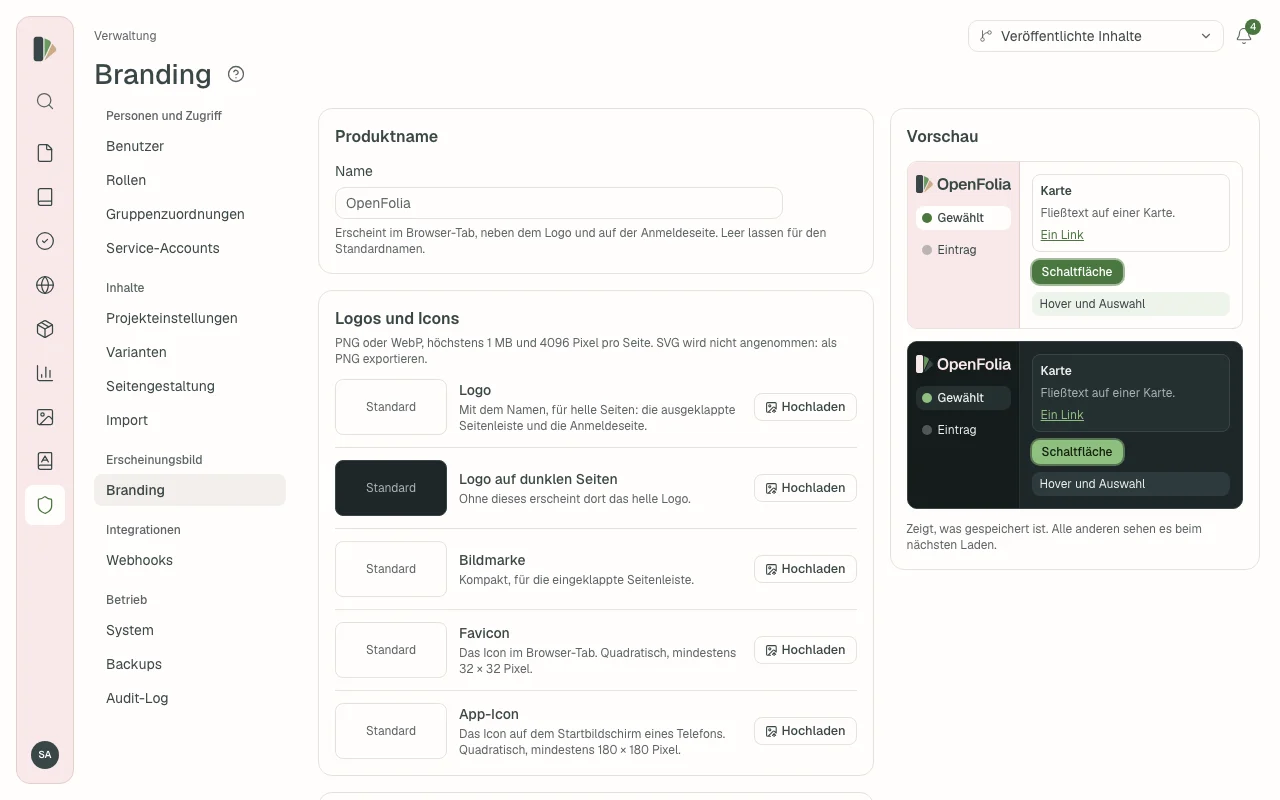 Verwaltung
Veröffentlichte Inhalte
4
Branding
Personen und Zugriff
Benutzer
Rollen
Gruppenzuordnungen
Service-Accounts
Inhalte
Projekteinstellungen
Varianten
Seitengestaltung
Import
Erscheinungsbild
Branding
Integrationen
Webhooks
Betrieb
System
Backups
Audit-Log
SA
Produktname
Name
OpenFolia
Erscheint im Browser-Tab, neben dem Logo und auf der Anmeldeseite. Leer lassen für den
Standardnamen.
Logos und Icons
PNG oder WebP, höchstens 1 MB und 4096 Pixel pro Seite. SVG wird nicht angenommen: als
PNG exportieren.
Standard
Logo
Mit dem Namen, für helle Seiten: die ausgeklappte
Seitenleiste und die Anmeldeseite.
Hochladen
Standard
Logo auf dunklen Seiten
Ohne dieses erscheint dort das helle Logo.
Hochladen
Standard
Bildmarke
Kompakt, für die eingeklappte Seitenleiste.
Hochladen
Standard
Favicon
Das Icon im Browser-Tab. Quadratisch, mindestens
32 × 32 Pixel.
Hochladen
Standard
App-Icon
Das Icon auf dem Startbildschirm eines Telefons.
Quadratisch, mindestens 180 × 180 Pixel.
Hochladen
Vorschau
OpenFolia
Gewählt
Eintrag
Karte
Fließtext auf einer Karte.
Ein Link
Schaltfläche
Hover und Auswahl
OpenFolia
Gewählt
Eintrag
Karte
Fließtext auf einer Karte.
Ein Link
Schaltfläche
Hover und Auswahl
Zeigt, was gespeichert ist. Alle anderen sehen es beim
nächsten Laden.